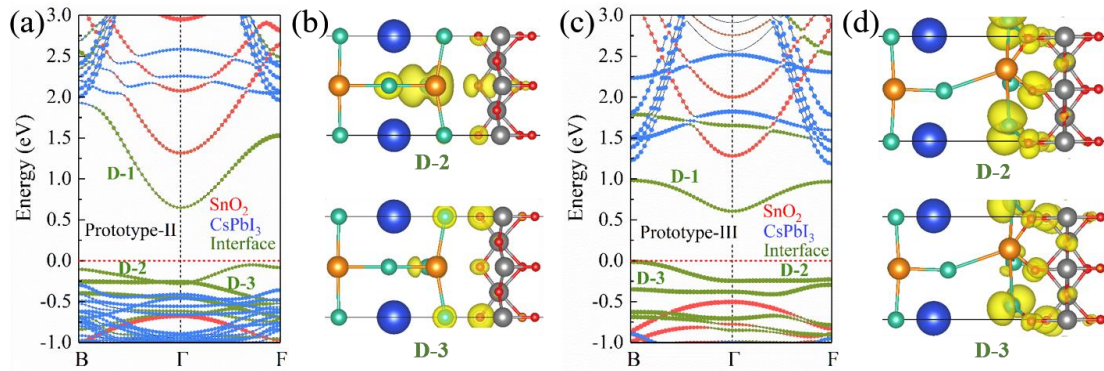 (a)
3.0
2.5
2.0
1.5
1.0
0.5
0.0
-0.5
-1.0
Energy (eV)
D-1
SnO₂
CsPbI₃
Interface
Prototype-II
D-2
D-3
B
Γ
F
(b)
D-2
D-3
(c)
3.0
2.5
2.0
1.5
1.0
0.5
0.0
-0.5
-1.0
Energy (eV)
D-1
SnO₂
CsPbI₃
Interface
Prototype-III
D-2
D-3
B
Γ
F
(d)
D-2
D-3